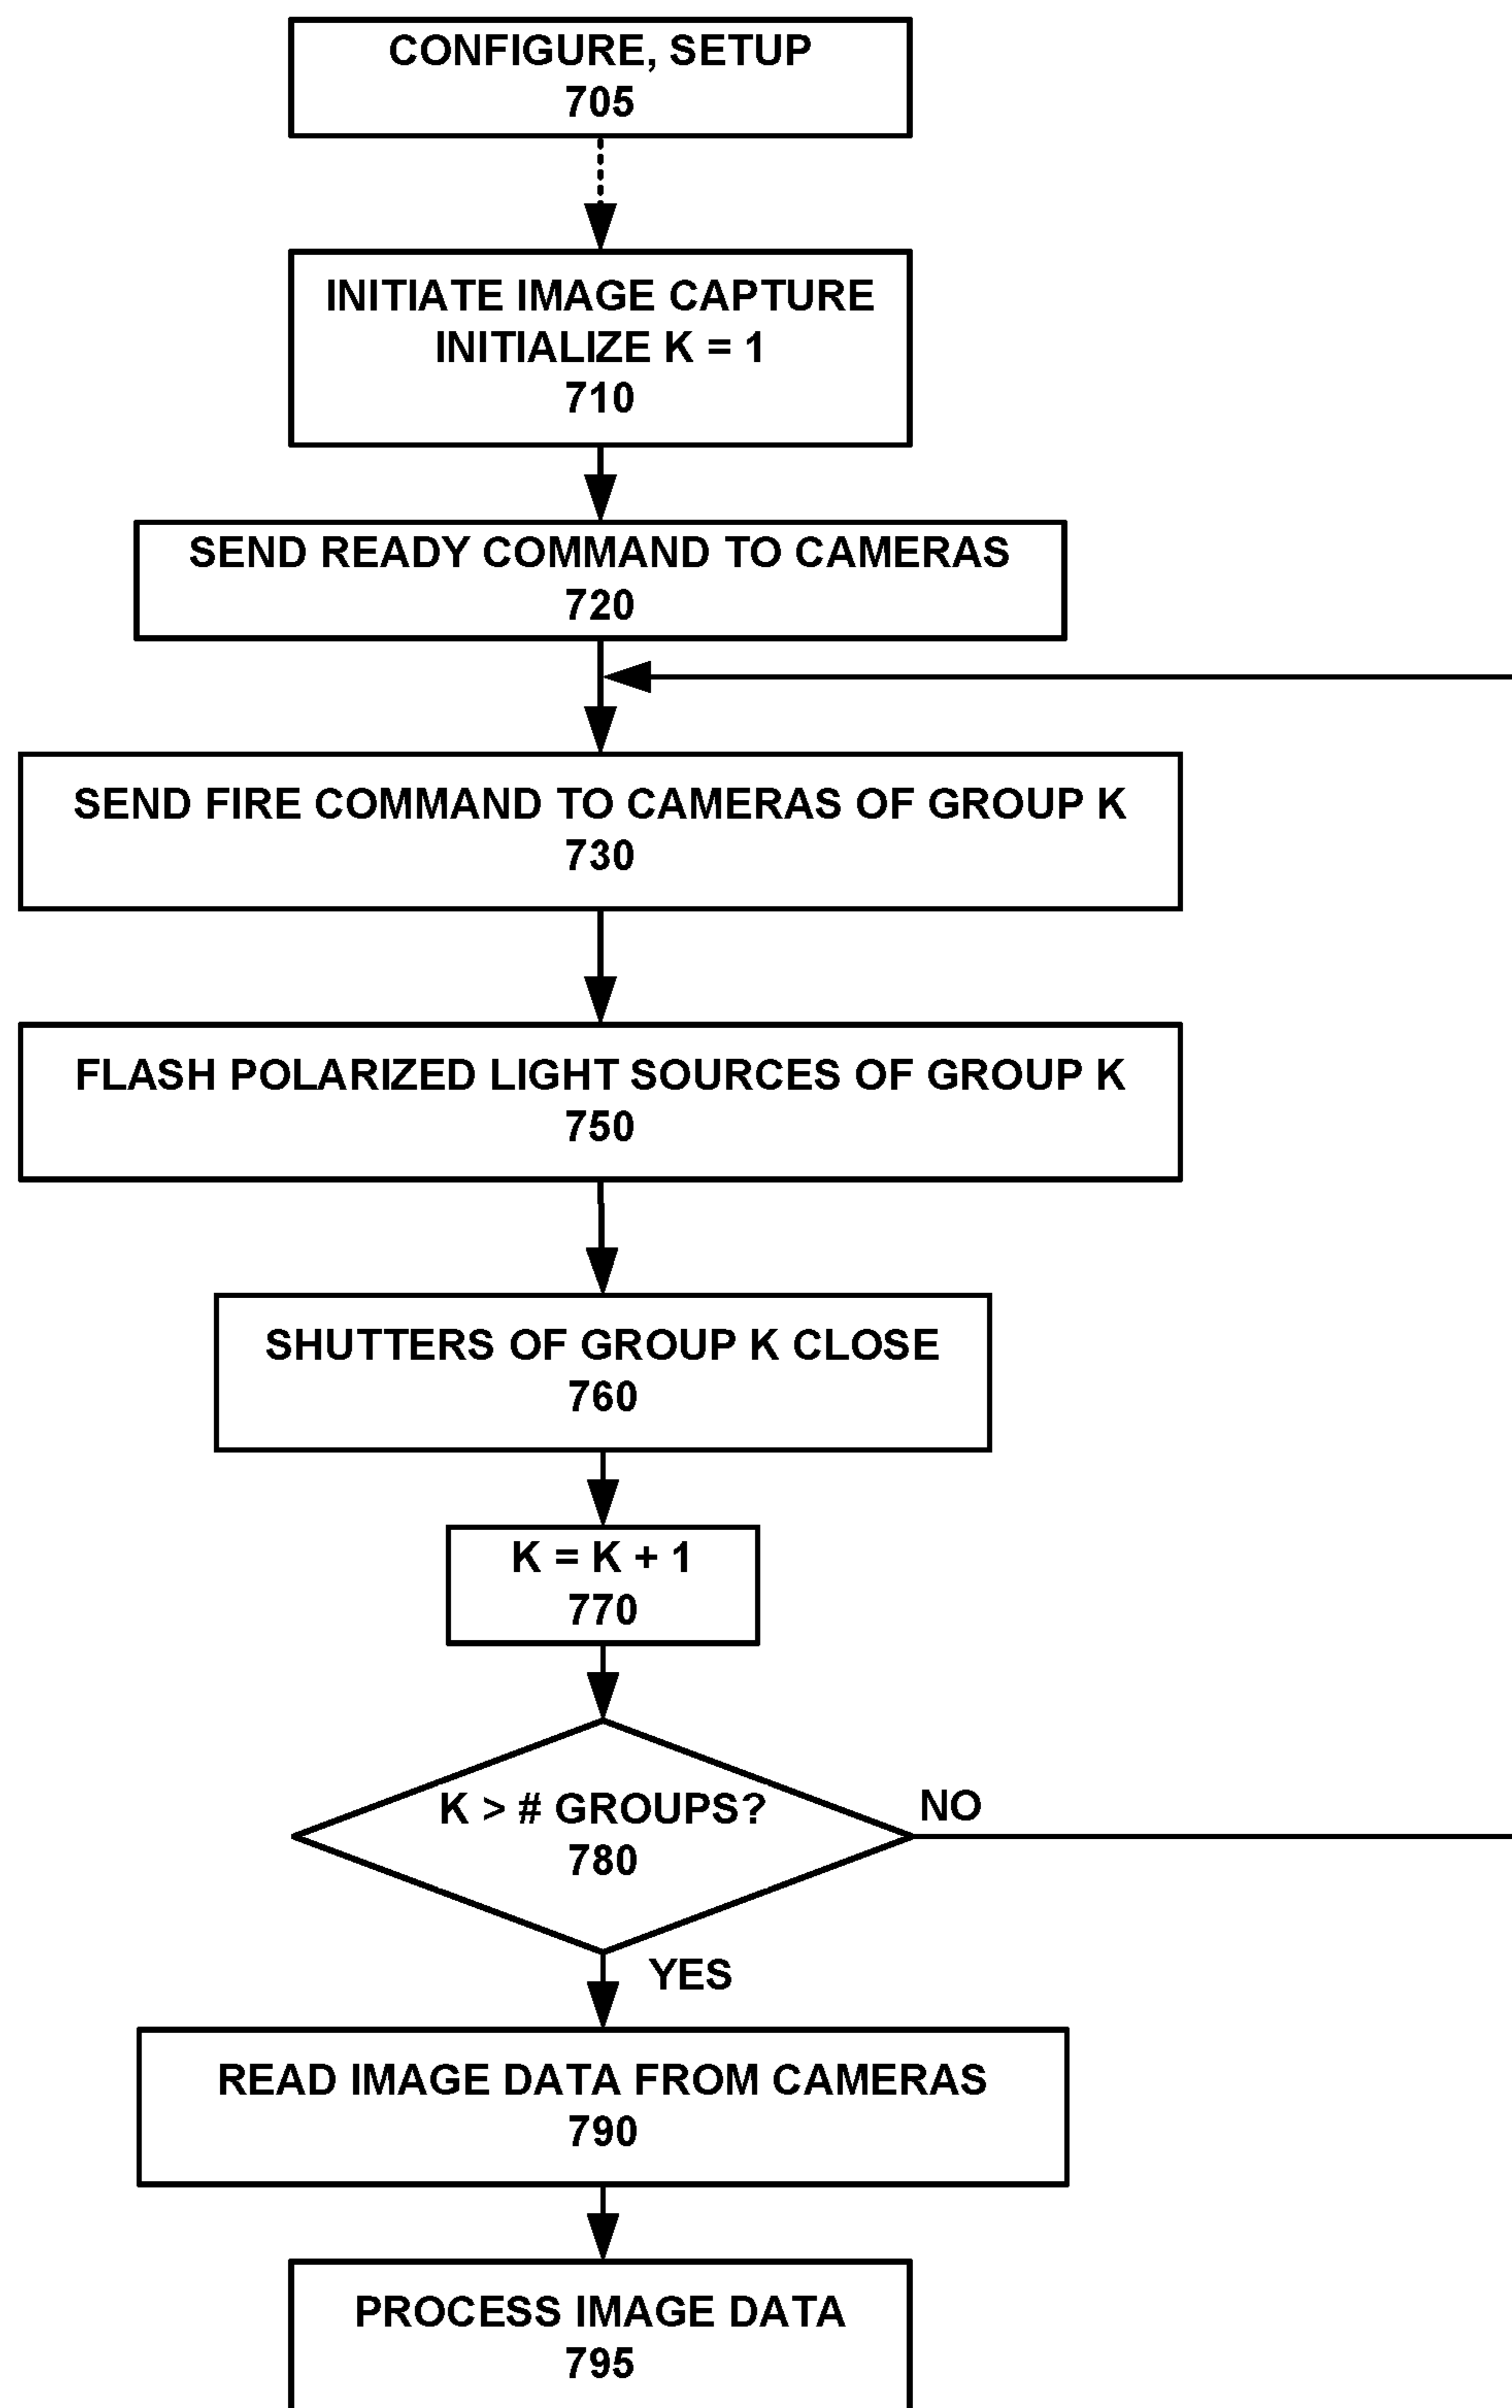 CONFIGURE, SETUP
705
INITIATE IMAGE CAPTURE
INITIALIZE K = 1
710
SEND READY COMMAND TO CAMERAS
720
SEND FIRE COMMAND TO CAMERAS OF GROUP K
730
FLASH POLARIZED LIGHT SOURCES OF GROUP K
750
SHUTTERS OF GROUP K CLOSE
760
K = K + 1
770
K > # GROUPS?
780
NO
YES
READ IMAGE DATA FROM CAMERAS
790
PROCESS IMAGE DATA
795